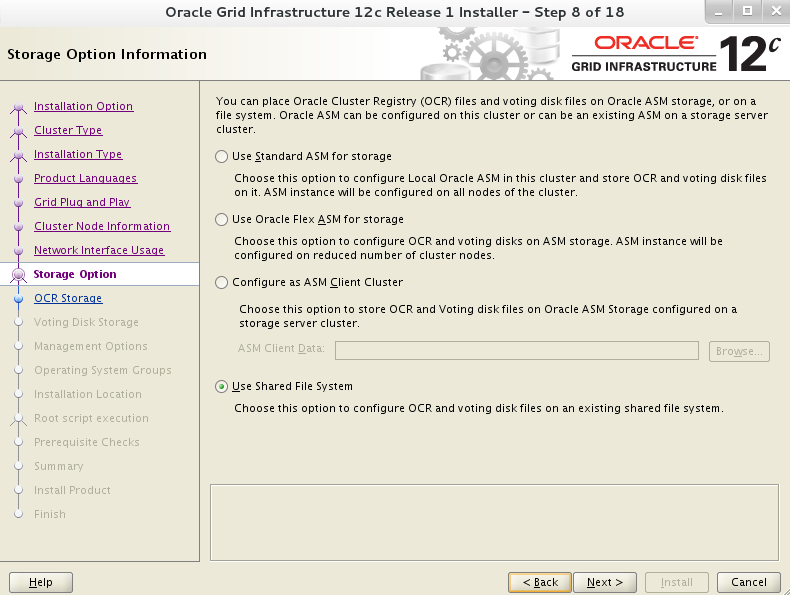 Oracle Grid Infrastructure 12c Release 1 Installer – Step 8 of 18
Storage Option Information
ORACLE®
GRID INFRASTRUCTURE 12c
Installation Option
Cluster Type
Installation Type
Product Languages
Grid Plug and Play
Cluster Node Information
Network Interface Usage
Storage Option
OCR Storage
Voting Disk Storage
Management Options
Operating System Groups
Installation Location
Root script execution
Prerequisite Checks
Summary
Install Product
Finish
You can place Oracle Cluster Registry (OCR) files and voting disk files on Oracle ASM storage, or on a
file system. Oracle ASM can be configured on this cluster or can be an existing ASM on a storage server
cluster.
Use Standard ASM for storage
Choose this option to configure Local Oracle ASM in this cluster and store OCR and voting disk files
on it. ASM instance will be configured on all nodes of the cluster.
Use Oracle Flex ASM for storage
Choose this option to configure OCR and voting disks on ASM storage. ASM instance will be
configured on reduced number of cluster nodes.
Configure as ASM Client Cluster
Choose this option to store OCR and Voting disk files on Oracle ASM Storage configured on a
storage server cluster.
ASM Client Data:
Browse...
Use Shared File System
Choose this option to configure OCR and voting disk files on an existing shared file system.
Help
< Back
Next >
Install
Cancel